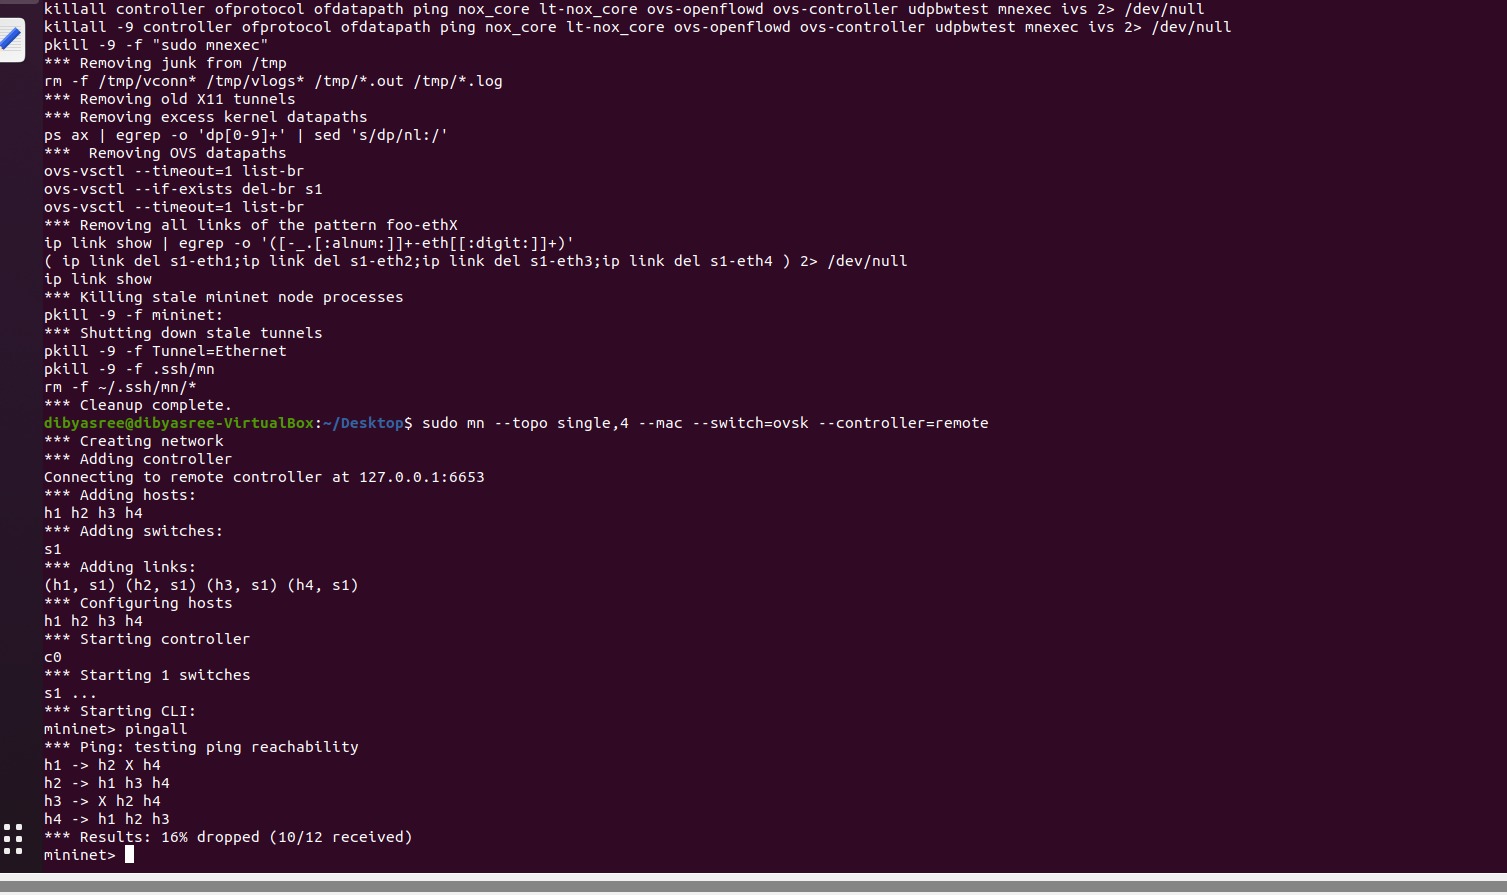 killall controller ofprotocol ofdatapath ping nox_core lt-nox_core ovs-openflowd ovs-controller udpbwtest mnexec ivs 2> /dev/null
killall -9 controller ofprotocol ofdatapath ping nox_core lt-nox_core ovs-openflowd ovs-controller udpbwtest mnexec ivs 2> /dev/null
pkill -9 -f "sudo mnexec"
*** Removing junk from /tmp
rm -f /tmp/vconn* /tmp/vlogs* /tmp/*.out /tmp/*.log
*** Removing old X11 tunnels
*** Removing excess kernel datapaths
ps ax | egrep -o 'dp[0-9]+' | sed 's/dp/nl:/'
***  Removing OVS datapaths
ovs-vsctl --timeout=1 list-br
ovs-vsctl --if-exists del-br s1
ovs-vsctl --timeout=1 list-br
*** Removing all links of the pattern foo-ethX
ip link show | egrep -o '([-_.[:alnum:]]+-eth[[:digit:]]+)'
( ip link del s1-eth1;ip link del s1-eth2;ip link del s1-eth3;ip link del s1-eth4 ) 2> /dev/null
ip link show
*** Killing stale mininet node processes
pkill -9 -f mininet:
*** Shutting down stale tunnels
pkill -9 -f Tunnel=Ethernet
pkill -9 -f .ssh/mn
rm -f ~/.ssh/mn/*
*** Cleanup complete.
dibyasree@dibyasree-VirtualBox:~/Desktop$ sudo mn --topo single,4 --mac --switch=ovsk --controller=remote
*** Creating network
*** Adding controller
Connecting to remote controller at 127.0.0.1:6653
*** Adding hosts:
h1 h2 h3 h4
*** Adding switches:
s1
*** Adding links:
(h1, s1) (h2, s1) (h3, s1) (h4, s1)
*** Configuring hosts
h1 h2 h3 h4
*** Starting controller
c0
*** Starting 1 switches
s1 ...
*** Starting CLI:
mininet> pingall
*** Ping: testing ping reachability
h1 -> h2 X h4
h2 -> h1 h3 h4
h3 -> X h2 h4
h4 -> h1 h2 h3
*** Results: 16% dropped (10/12 received)
mininet>